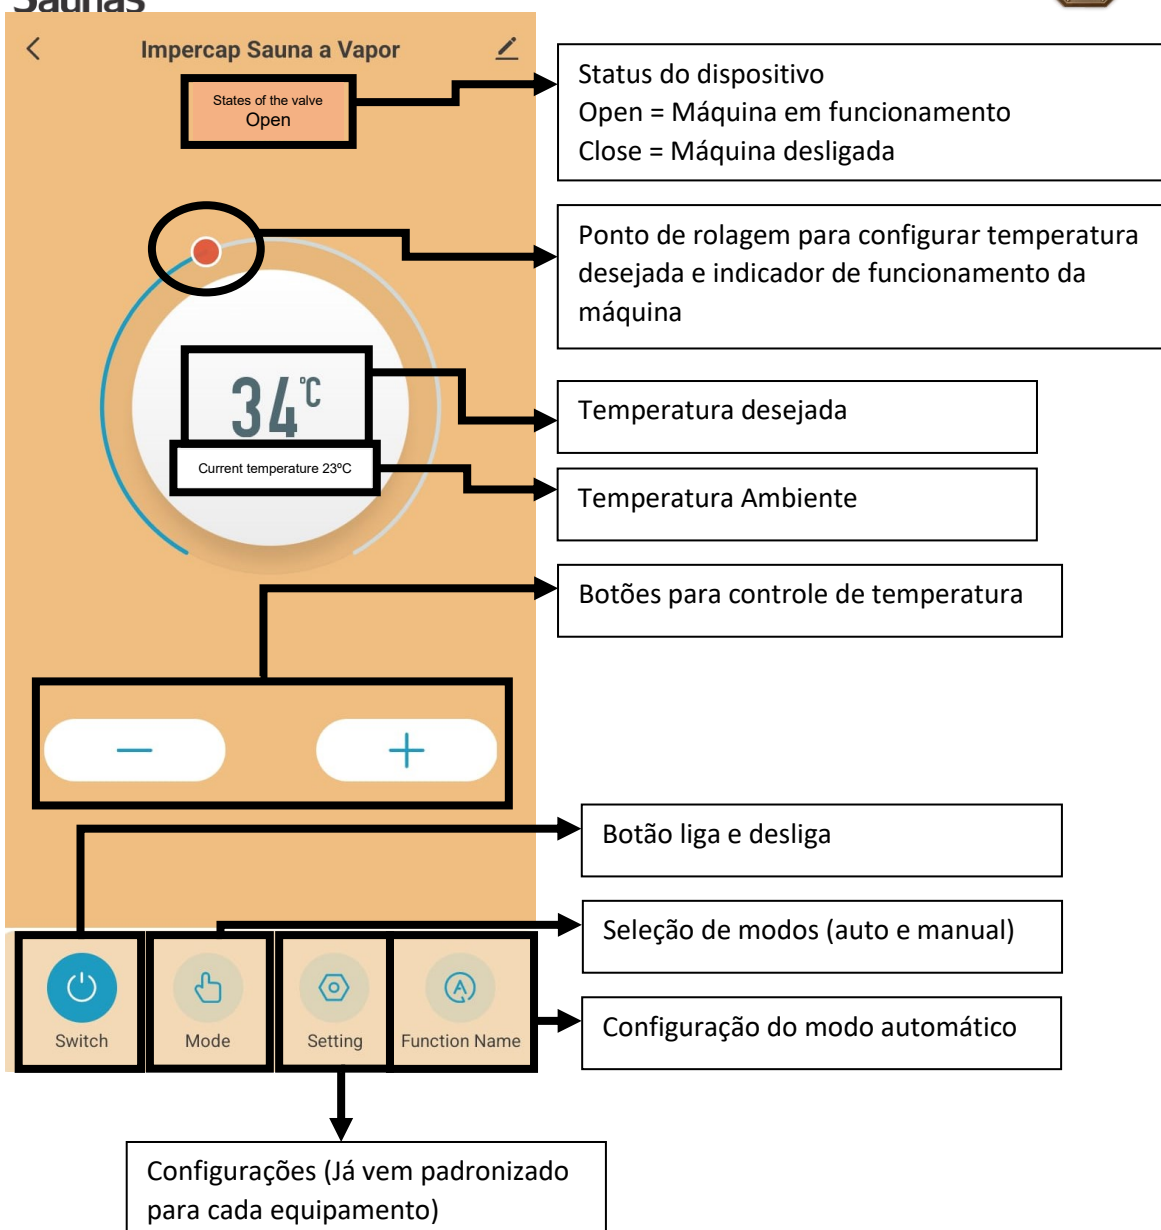 Saunas
Impercap Sauna a Vapor
States of the valve
Open
Status do dispositivo
Open = Máquina em funcionamento
Close = Máquina desligada
Ponto de rolagem para configurar temperatura
desejada e indicador de funcionamento da
máquina
34°C
Temperatura desejada
Current temperature 23ºC
Temperatura Ambiente
Botões para controle de temperatura
Botão liga e desliga
Seleção de modos (auto e manual)
Switch
Mode
Setting
A
Function Name
Configuração do modo automático
Configurações (Já vem padronizado
para cada equipamento)